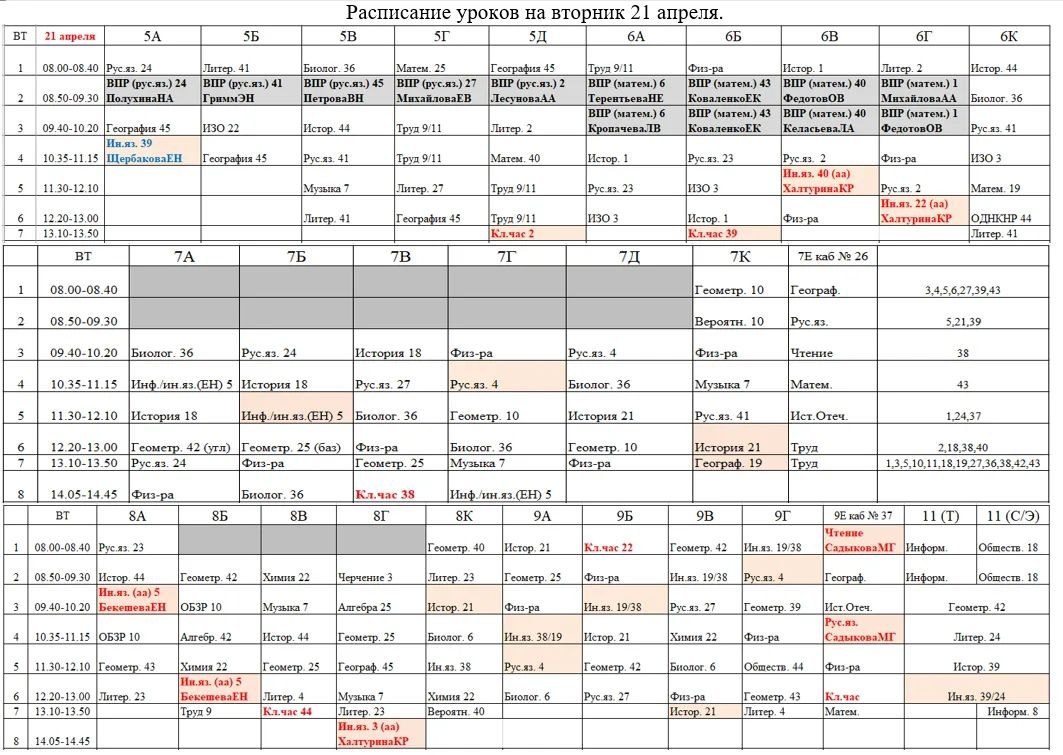 Расписание уроков на вторник 21 апреля.
ВТ 21 апреля 5А 5Б 5В 5Г 5Д 6А 6Б 6В 6Г 6К
1 08.00-08.40 Рус.яз. 24 Литер. 41 Биолог. 36 Матем. 25 География 45 Труд 9/11 Физ-ра Истор. 1 Литер. 2 Истор. 44
ВПР (рус.яз.) 24 ВПР (рус.яз.) 41 ВПР (рус.яз.) 45 ВПР (рус.яз.) 27 ВПР (рус.яз.) 2 ВПР (матем.) 6 ВПР (матем.) 43 ВПР (матем.) 40 ВПР (матем.) 1
2 08.50-09.30 ПолухинаНА ГриммЭН ПетроваВН МихайловаЕВ ЛесуноваАА ТерентьеваНЕ КоваленкоЕК ФедотовОВ МихайловаАА Биолог. 36
ВПР (матем.) 6 ВПР (матем.) 43 ВПР (матем.) 40 ВПР (матем.) 1
3 09.40-10.20 География 45 ИЗО 22 Истор. 44 Труд 9/11 Литер. 2 КропачеваЛВ КоваленкоЕК КеласьеваЛА ФедотовОВ Рус.яз. 41
Ин.яз. 39
4 10.35-11.15 ЩербаковаЕН География 45 Рус.яз. 41 Труд 9/11 Матем. 40 Истор. 1 Рус.яз. 23 Рус.яз. 2 Физ-ра ИЗО 3
Ин.яз. 40 (аа)
5 11.30-12.10 Музыка 7 Литер. 27 Труд 9/11 Рус.яз. 23 ИЗО 3 ХалтуринаКР Рус.яз. 2 Матем. 19
Ин.яз. 22 (аа)
6 12.20-13.00 Литер. 41 География 45 Труд 9/11 ИЗО 3 Истор. 1 Физ-ра ХалтуринаКР ОДНКНР 44
7 13.10-13.50 Кл.час 2 Кл.час 39 Литер. 41
ВТ 7А 7Б 7В 7Г 7Д 7К 7Е каб № 26
1 08.00-08.40 Геометр. 10 Географ. 3,4,5,6,27,39,43
2 08.50-09.30 Вероятн. 10 Рус.яз. 5,21,39
3 09.40-10.20 Биолог. 36 Рус.яз. 24 История 18 Физ-ра Рус.яз. 4 Физ-ра Чтение 38
4 10.35-11.15 Инф./ин.яз.(ЕН) 5 История 18 Рус.яз. 27 Рус.яз. 4 Биолог. 36 Музыка 7 Матем. 43
5 11.30-12.10 История 18 Инф./ин.яз.(ЕН) 5 Биолог. 36 Геометр. 10 История 21 Рус.яз. 41 Ист.Отеч. 1,24,37
6 12.20-13.00 Геометр. 42 (угл) Геометр. 25 (баз) Физ-ра Биолог. 36 Геометр. 10 История 21 Труд 2,18,38,40
7 13.10-13.50 Рус.яз. 24 Физ-ра Геометр. 25 Музыка 7 Физ-ра Географ. 19 Труд 1,3,5,10,11,18,19,27,36,38,42,43
8 14.05-14.45 Физ-ра Биолог. 36 Кл.час 38 Инф./ин.яз.(ЕН) 5
ВТ 8А 8Б 8В 8Г 8К 9А 9Б 9В 9Г 9Е каб № 37 11 (Т) 11 (С/Э)
Чтение
1 08.00-08.40 Рус.яз. 23 Геометр. 40 Истор. 21 Кл.час 22 Геометр. 42 Ин.яз. 19/38 СадыковаМГ Информ. Обществ. 18
2 08.50-09.30 Истор. 44 Геометр. 42 Химия 22 Черчение 3 Литер. 23 Геометр. 25 Физ-ра Ин.яз. 19/38 Рус.яз. 4 Географ. Информ. Обществ. 18
Ин.яз. (аа) 5
3 09.40-10.20 БекешеваЕН ОБЗР 10 Музыка 7 Алгебра 25 Истор. 21 Физ-ра Ин.яз. 19/38 Рус.яз. 27 Геометр. 39 Ист.Отеч. Геометр. 42
Рус.яз.
4 10.35-11.15 ОБЗР 10 Алгебр. 42 Истор. 44 Геометр. 25 Биолог. 6 Ин.яз. 38/19 Истор. 21 Химия 22 Физ-ра СадыковаМГ Литер. 24
5 11.30-12.10 Геометр. 43 Химия 22 Геометр. 25 Географ. 45 Ин.яз. 38 Рус.яз. 4 Геометр. 42 Биолог. 6 Обществ. 44 Физ-ра Истор. 39
Ин.яз. (аа) 5
6 12.20-13.00 Литер. 23 БекешеваЕН Литер. 4 Музыка 7 Химия 22 Биолог. 6 Рус.яз. 27 Физ-ра Геометр. 43 Кл.час Ин.яз. 39/24
7 13.10-13.50 Труд 9 Кл.час 44 Литер. 23 Вероятн. 40 Истор. 21 Литер. 4 Матем. Информ. 8
Ин.яз. 3 (аа)
8 14.05-14.45 ХалтуринаКР